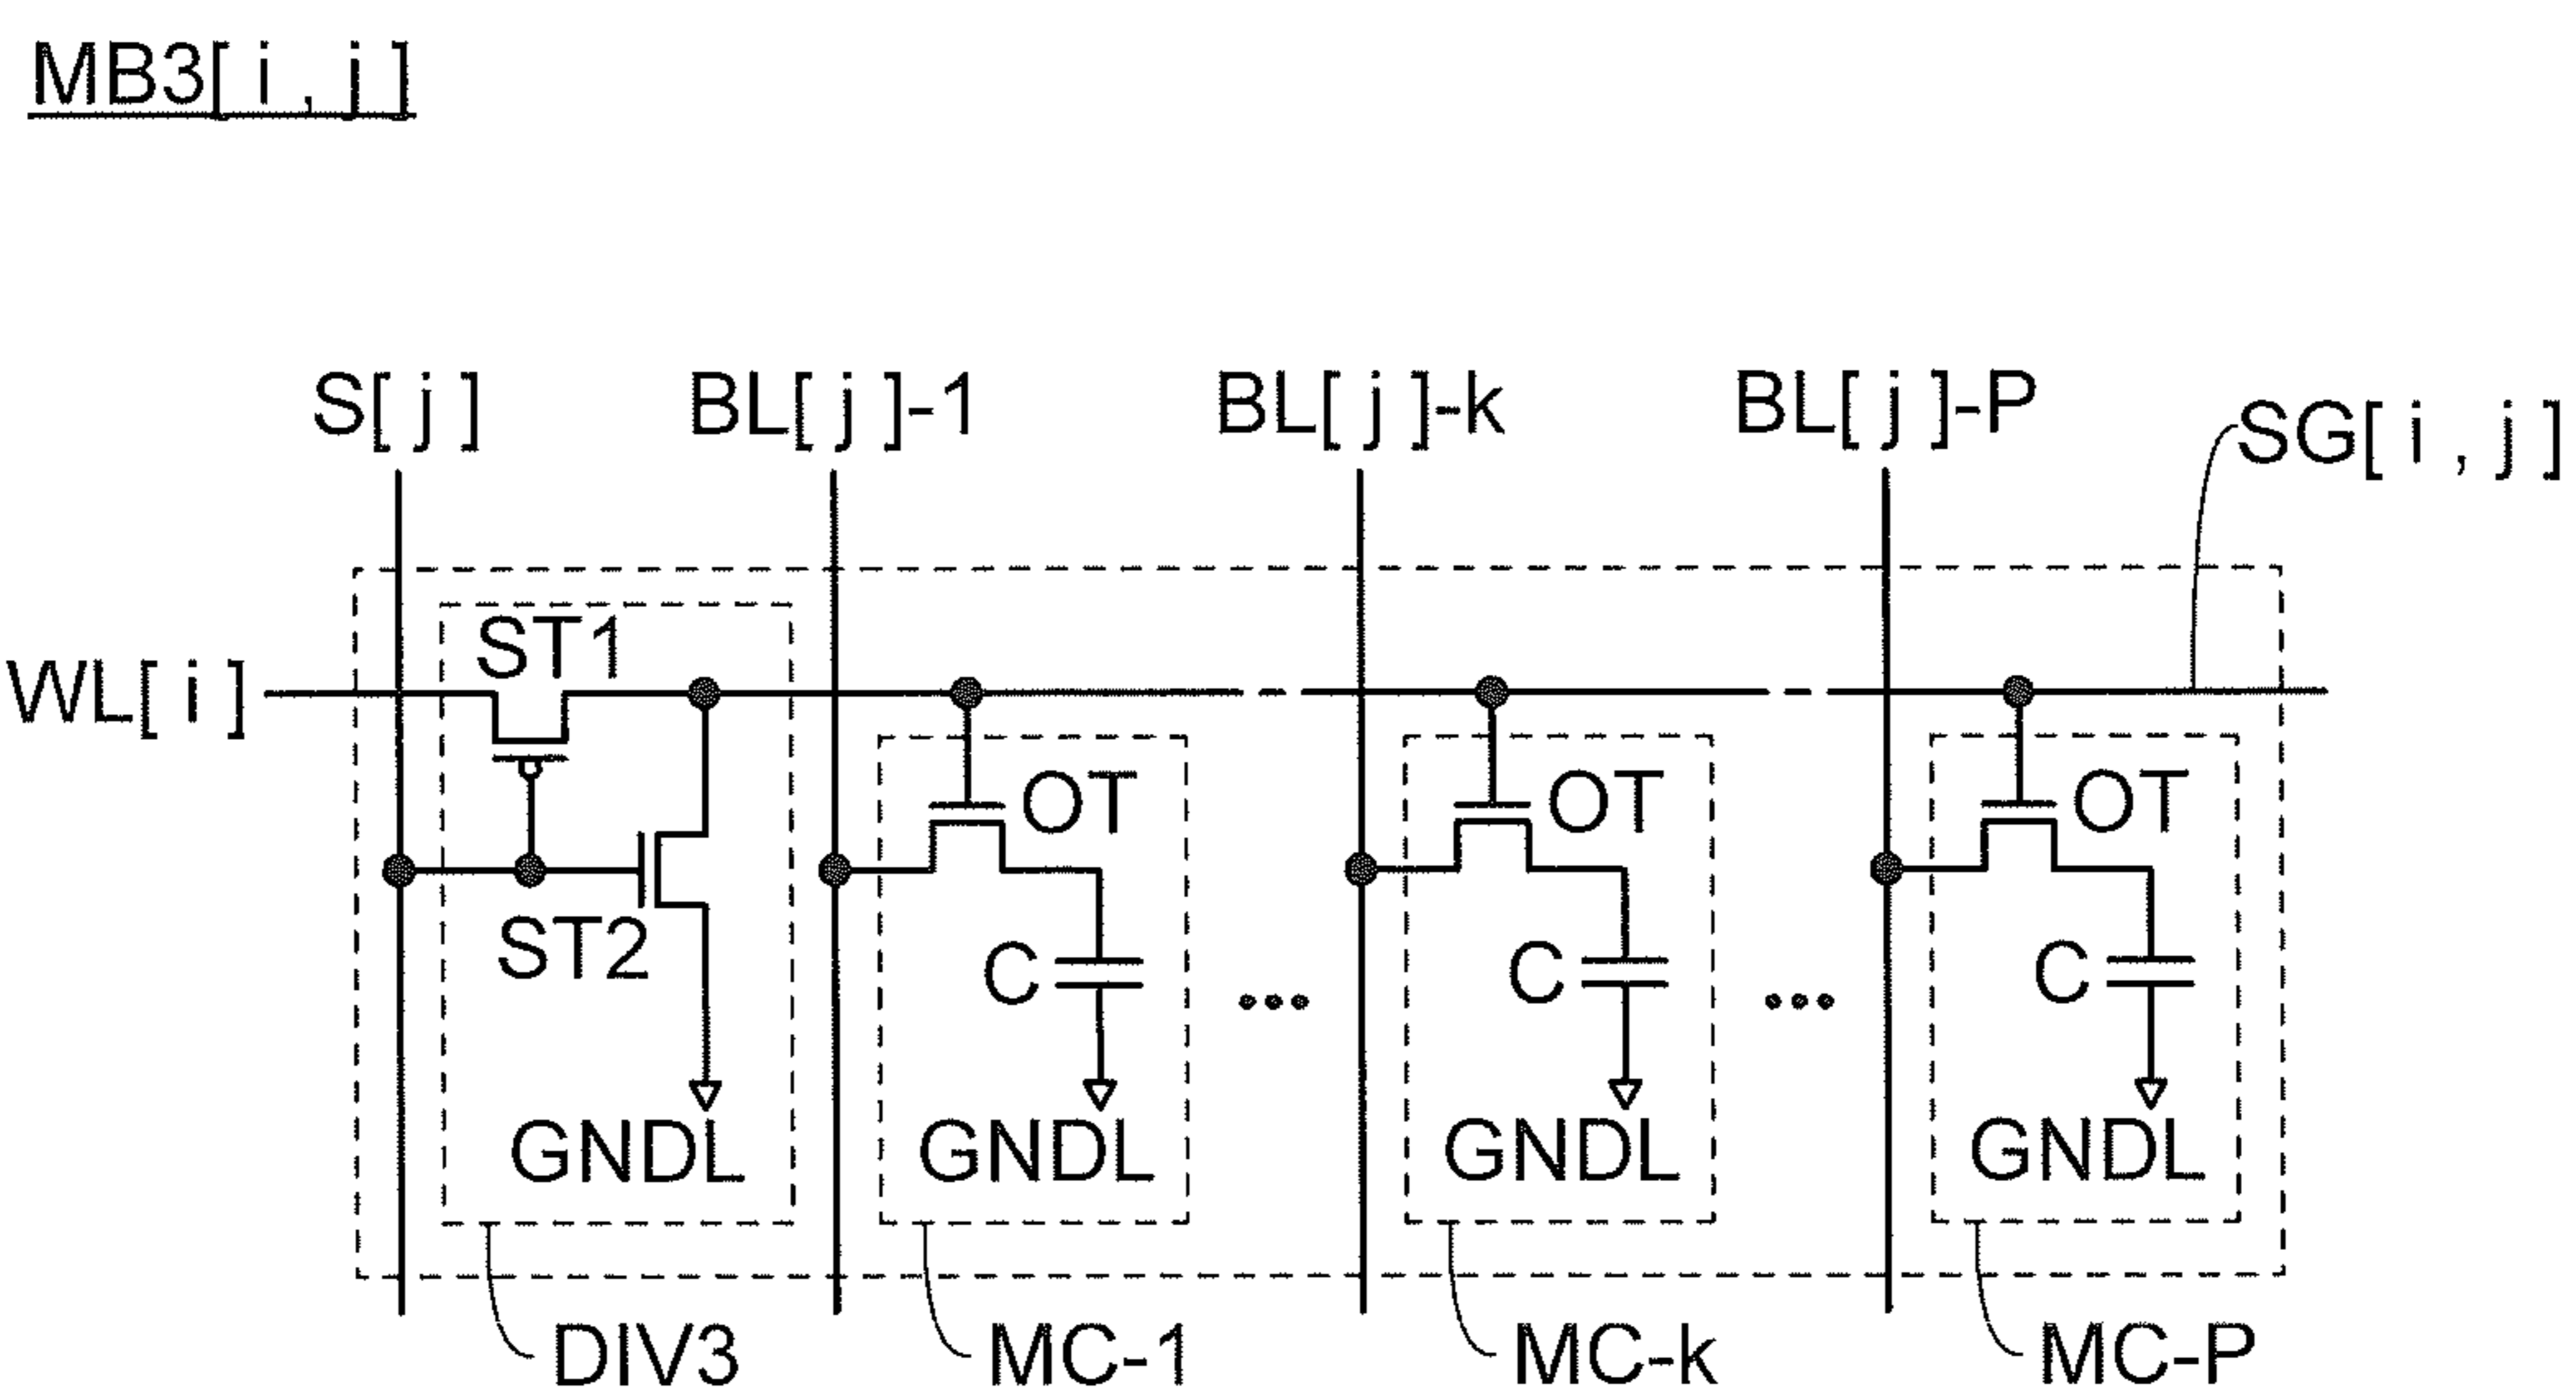 MB3[ i , j ]
S[ j ] BL[ j ]-1 BL[ j ]-k BL[ j ]-P SG[ i , j ]
WL[ i ] ST1
OT OT OT
ST2 C C C
GNDL GNDL GNDL GNDL
DIV3 MC-1 MC-k MC-P